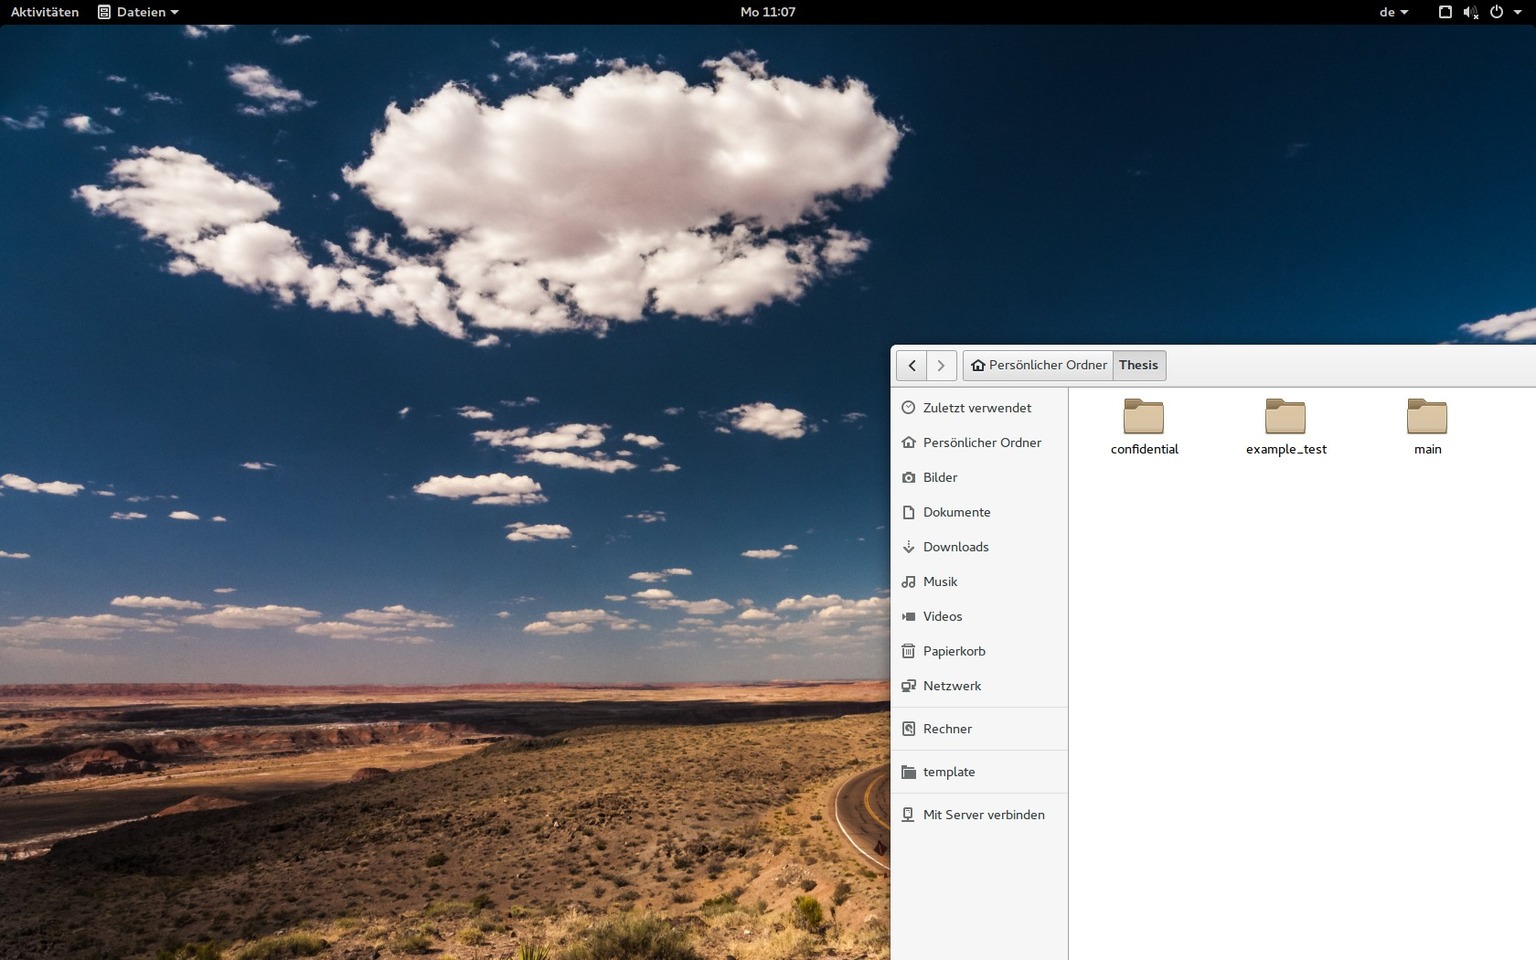 Aktivitäten Dateien Mo 11:07 de
Persönlicher Ordner Thesis
Zuletzt verwendet
Persönlicher Ordner
Bilder
Dokumente
Downloads
Musik
Videos
Papierkorb
Netzwerk
Rechner
template
Mit Server verbinden
confidential example_test main